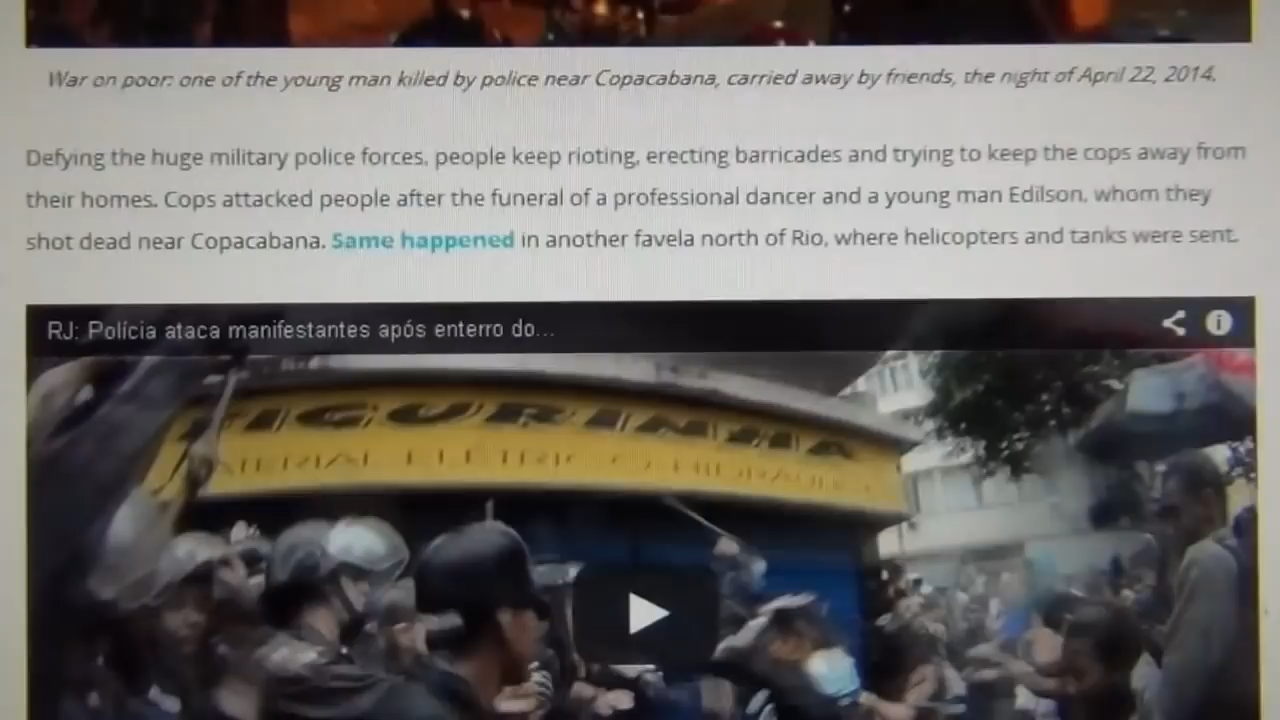 War on poor: one of the young man killed by police near Copacabana, carried away by friends, the night of April 22, 2014.
Defying the huge military police forces, people keep rioting, erecting barricades and trying to keep the cops away from
their homes. Cops attacked people after the funeral of a professional dancer and a young man Edilson, whom they
shot dead near Copacabana. Same happened in another favela north of Rio, where helicopters and tanks were sent.
RJ: Polícia ataca manifestantes após enterro do...
FIGURINHA